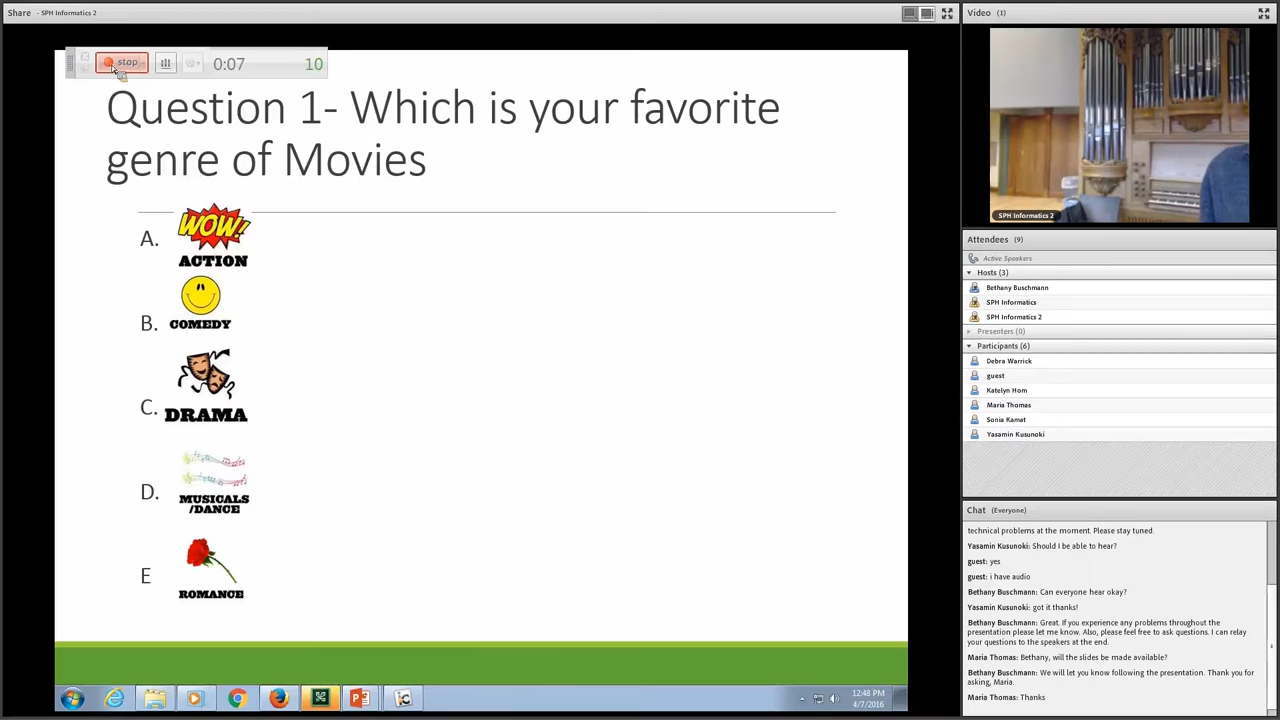 Share - SPH Informatics 2
stop
0:07
10
Question 1- Which is your favorite
genre of Movies
A.
WOW!
ACTION
B.
COMEDY
C.
DRAMA
D.
MUSICALS
/DANCE
E
ROMANCE
12:48 PM
4/7/2016
Video (1)
SPH Informatics 2
Attendees (9)
Active Speakers
Hosts (3)
Bethany Buschmann
SPH Informatics
SPH Informatics 2
Presenters (0)
Participants (6)
Debra Warrick
guest
Katelyn Horn
Maria Thomas
Sonia Kamat
Yasamin Kusunoki
Chat (Everyone)
technical problems at the moment. Please stay tuned.
Yasamin Kusunoki: Should I be able to hear?
guest: yes
guest: i have audio
Bethany Buschmann: Can everyone hear okay?
Yasamin Kusunoki: got it thanks!
Bethany Buschmann: Great. If you experience any problems throughout the
presentation please let me know. Also, please feel free to ask questions. I can relay
your questions to the speakers at the end.
Maria Thomas: Bethany, will the slides be made available?
Bethany Buschmann: We will let you know following the presentation. Thank you for
asking, Maria.
Maria Thomas: Thanks